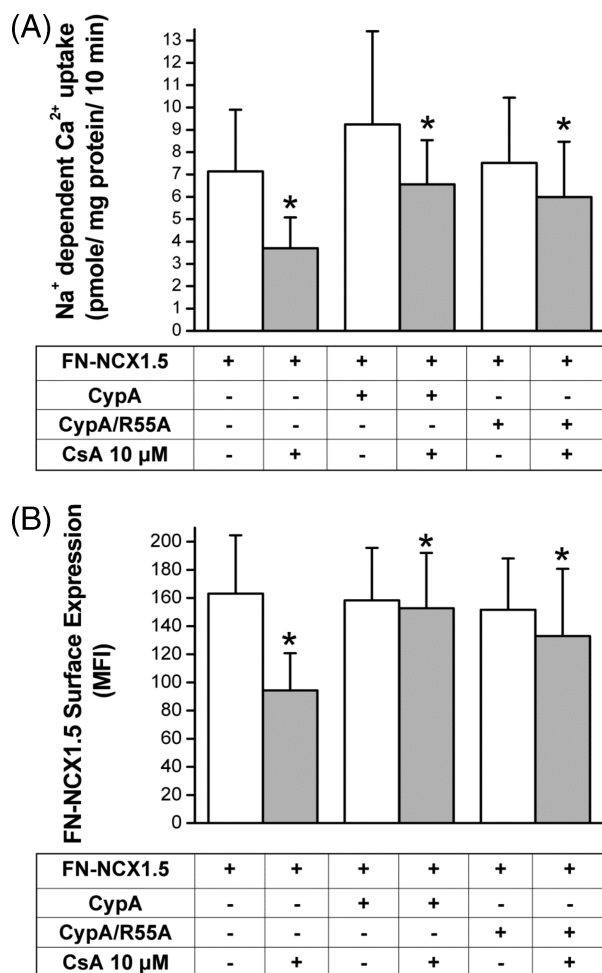 (A)
Na+ dependent Ca2+ uptake
(pmole/ mg protein/ 10 min)
13
12
11
10
9
8
7
6
5
4
3
2
1
0
* * *
FN-NCX1.5 + + + + + +
CypA - - + + - -
CypA/R55A - - - - + +
CsA 10 µM - + - + - +
(B)
FN-NCX1.5 Surface Expression
(MFI)
200
180
160
140
120
100
80
60
40
20
0
* * *
FN-NCX1.5 + + + + + +
CypA - - + + - -
CypA/R55A - - - - + +
CsA 10 µM - + - + - +